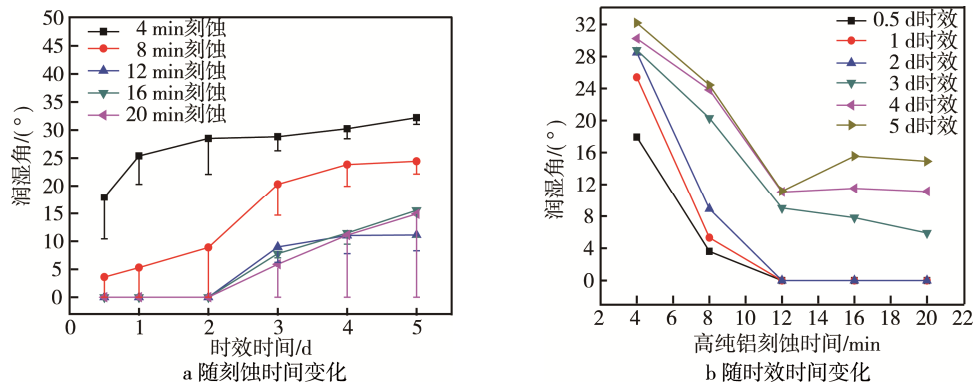 50
45
40
35
30
25
20
15
10
5
0
润湿角/(°)
4 min刻蚀
8 min刻蚀
12 min刻蚀
16 min刻蚀
20 min刻蚀
0 1 2 3 4 5
时效时间/d
a 随刻蚀时间变化
32
28
24
20
16
12
8
4
0
润湿角/(°)
0.5 d时效
1 d时效
2 d时效
3 d时效
4 d时效
5 d时效
2 4 6 8 10 12 14 16 18 20 22
高纯铝刻蚀时间/min
b 随时效时间变化